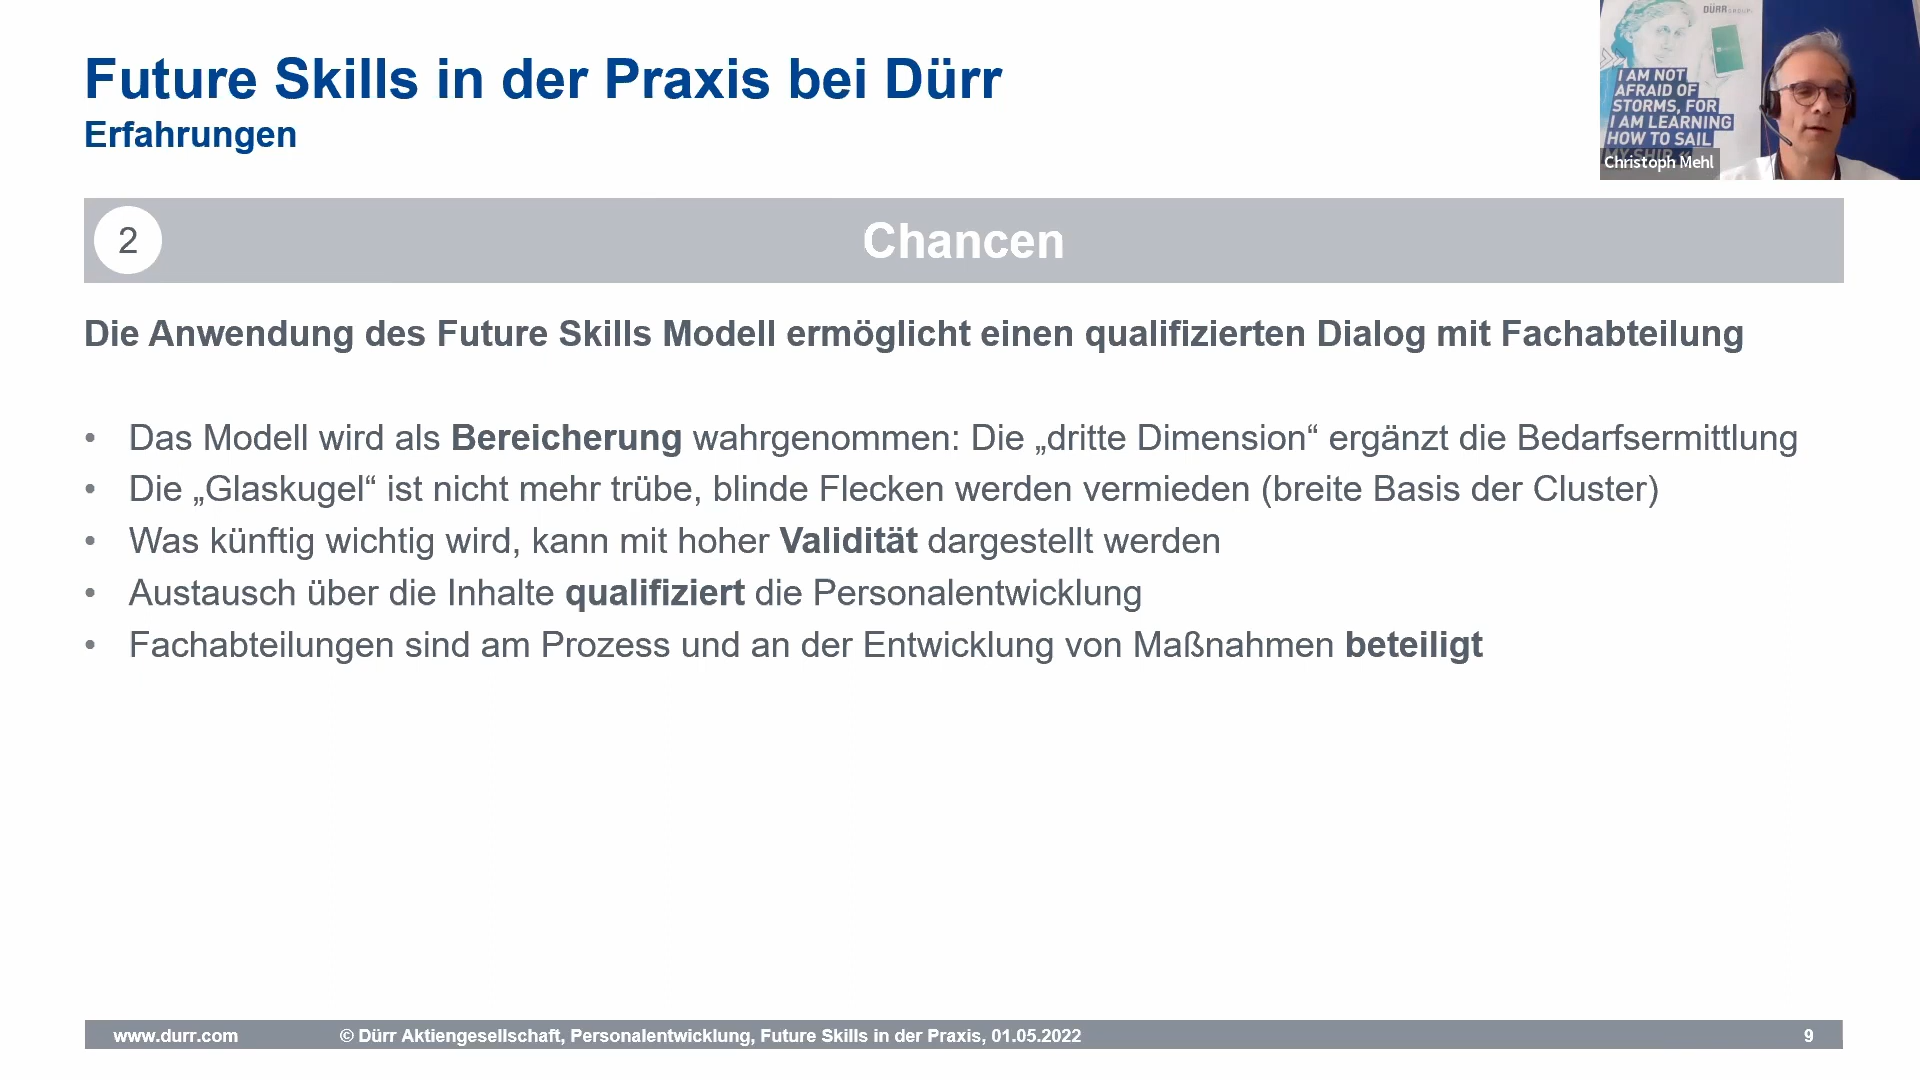 Future Skills in der Praxis bei Dürr
Erfahrungen
DÜRR GROUP.
I AM NOT
AFRAID OF
STORMS, FOR
I AM LEARNING
HOW TO SAIL
MY SHIP.
Christoph Mehl
2
Chancen
Die Anwendung des Future Skills Modell ermöglicht einen qualifizierten Dialog mit Fachabteilung
• Das Modell wird als Bereicherung wahrgenommen: Die „dritte Dimension“ ergänzt die Bedarfsermittlung
• Die „Glaskugel“ ist nicht mehr trübe, blinde Flecken werden vermieden (breite Basis der Cluster)
• Was künftig wichtig wird, kann mit hoher Validität dargestellt werden
• Austausch über die Inhalte qualifiziert die Personalentwicklung
• Fachabteilungen sind am Prozess und an der Entwicklung von Maßnahmen beteiligt
www.durr.com
© Dürr Aktiengesellschaft, Personalentwicklung, Future Skills in der Praxis, 01.05.2022
9